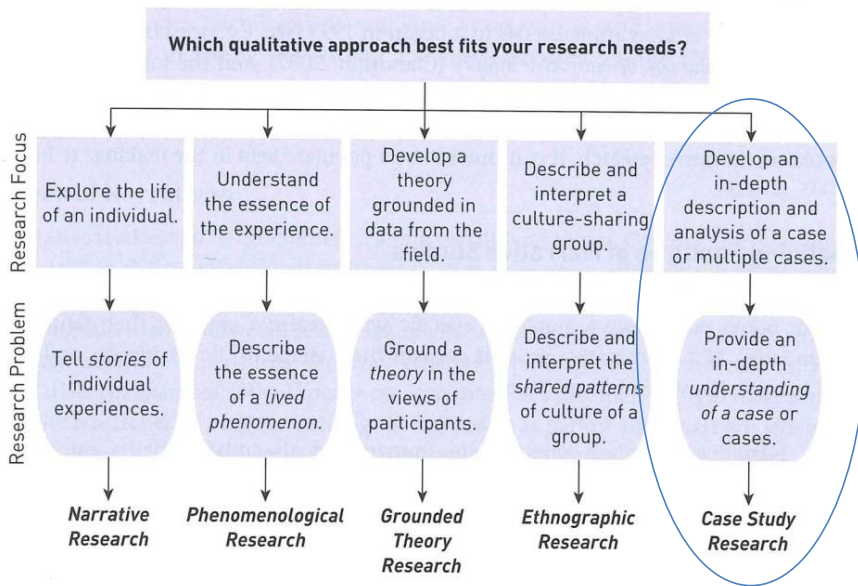 Which qualitative approach best fits your research needs?
Research Focus
Explore the life
of an individual.
Understand
the essence of
the experience.
Develop a
theory
grounded in
data from the
field.
Describe and
interpret a
culture-sharing
group.
Develop an
in-depth
description and
analysis of a case
or multiple cases.
Research Problem
Tell stories of
individual
experiences.
Describe
the essence
of a lived
phenomenon.
Ground a
theory in the
views of
participants.
Describe and
interpret the
shared patterns
of culture of a
group.
Provide an
in-depth
understanding
of a case or
cases.
Narrative
Research
Phenomenological
Research
Grounded
Theory
Research
Ethnographic
Research
Case Study
Research